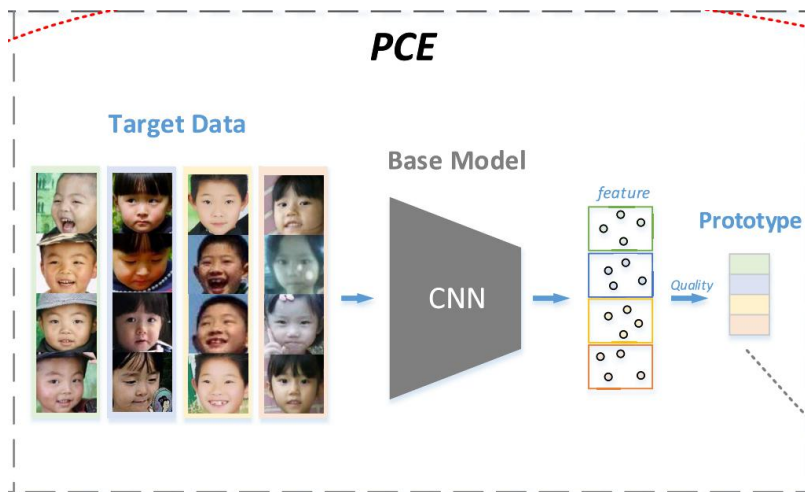 PCE
Target Data
Base Model
feature
Prototype
CNN
Quality